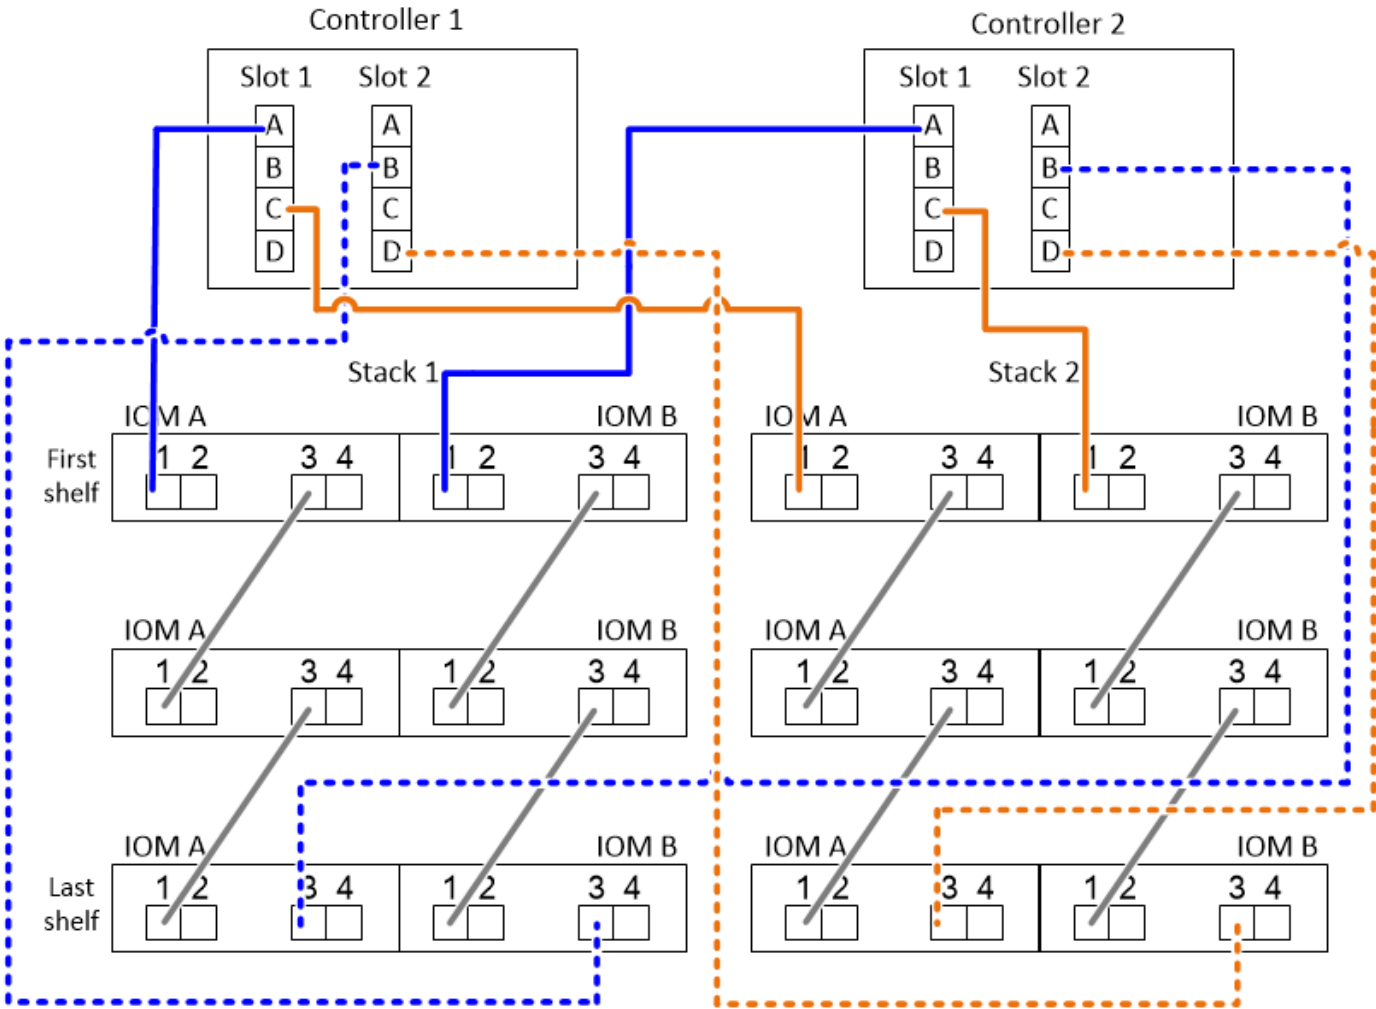 Controller 1
Controller 2
Slot 1 Slot 2
Slot 1 Slot 2
A A
B B
C C
D D
A A
B B
C C
D D
Stack 1
Stack 2
IOM A IOM B
IOM A IOM B
First
shelf
1 2 3 4 1 2 3 4
1 2 3 4 1 2 3 4
IOM A IOM B
IOM A IOM B
1 2 3 4 1 2 3 4
1 2 3 4 1 2 3 4
IOM A IOM B
IOM A IOM B
Last
shelf
1 2 3 4 1 2 3 4
1 2 3 4 1 2 3 4